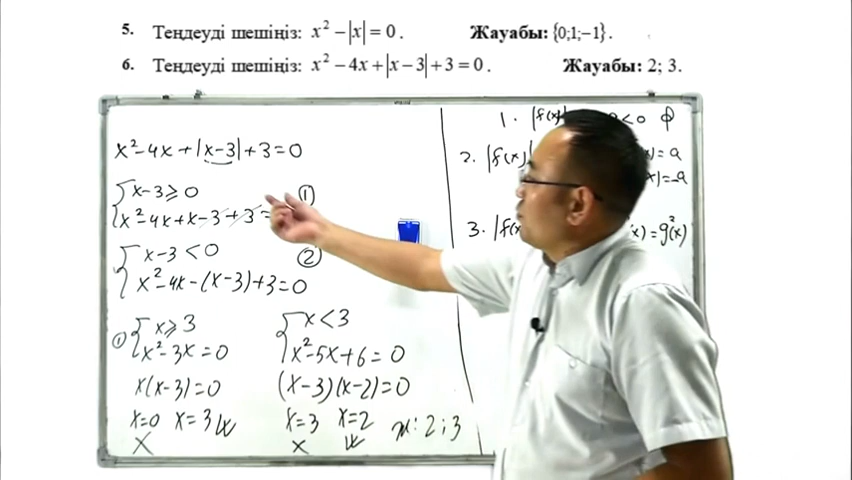 5. Теңдеуді шешіңіз: x² − |x| = 0. Жауабы: {0;1;−1}.
6. Теңдеуді шешіңіз: x² − 4x + |x − 3| + 3 = 0. Жауабы: 2; 3.
x² − 4x + |x−3| + 3 = 0
{ x−3 ⩾ 0 ①
x² − 4x + x − 3 + 3 =
{ x−3 < 0 ②
x² − 4x − (x−3) + 3 = 0
① { x ⩾ 3
x² − 3x = 0
x(x−3) = 0
x=0 x=3
X
{ x < 3
x² − 5x + 6 = 0
(x−3)(x−2) = 0
x=3 x=2
x
ж: 2; 3
1. |f(x)| < 0 ϕ
2. |f(x) x) = a
x) = −a
3. |f(x x) = g²(x)